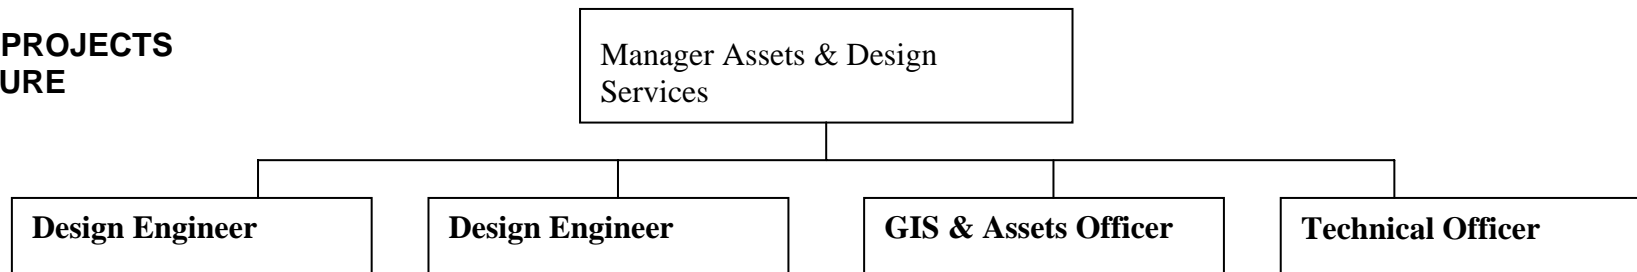 PROJECTS
URE
Manager Assets & Design
Services
Design Engineer
Design Engineer
GIS & Assets Officer
Technical Officer